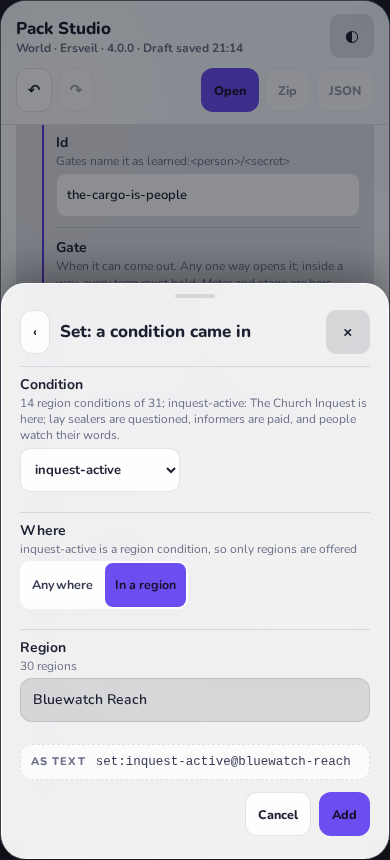 Pack Studio
World · Ersveil · 4.0.0 · Draft saved 21:14
Open
Zip
JSON
Id
Gates name it as learned:<person>/<secret>
the-cargo-is-people
Gate
When it can come out. Any one way opens it; inside a
Set: a condition came in
Condition
14 region conditions of 31; inquest-active: The Church Inquest is
here; lay sealers are questioned, informers are paid, and people
watch their words.
inquest-active
Where
inquest-active is a region condition, so only regions are offered
Anywhere
In a region
Region
30 regions
Bluewatch Reach
AS TEXT set:inquest-active@bluewatch-reach
Cancel
Add